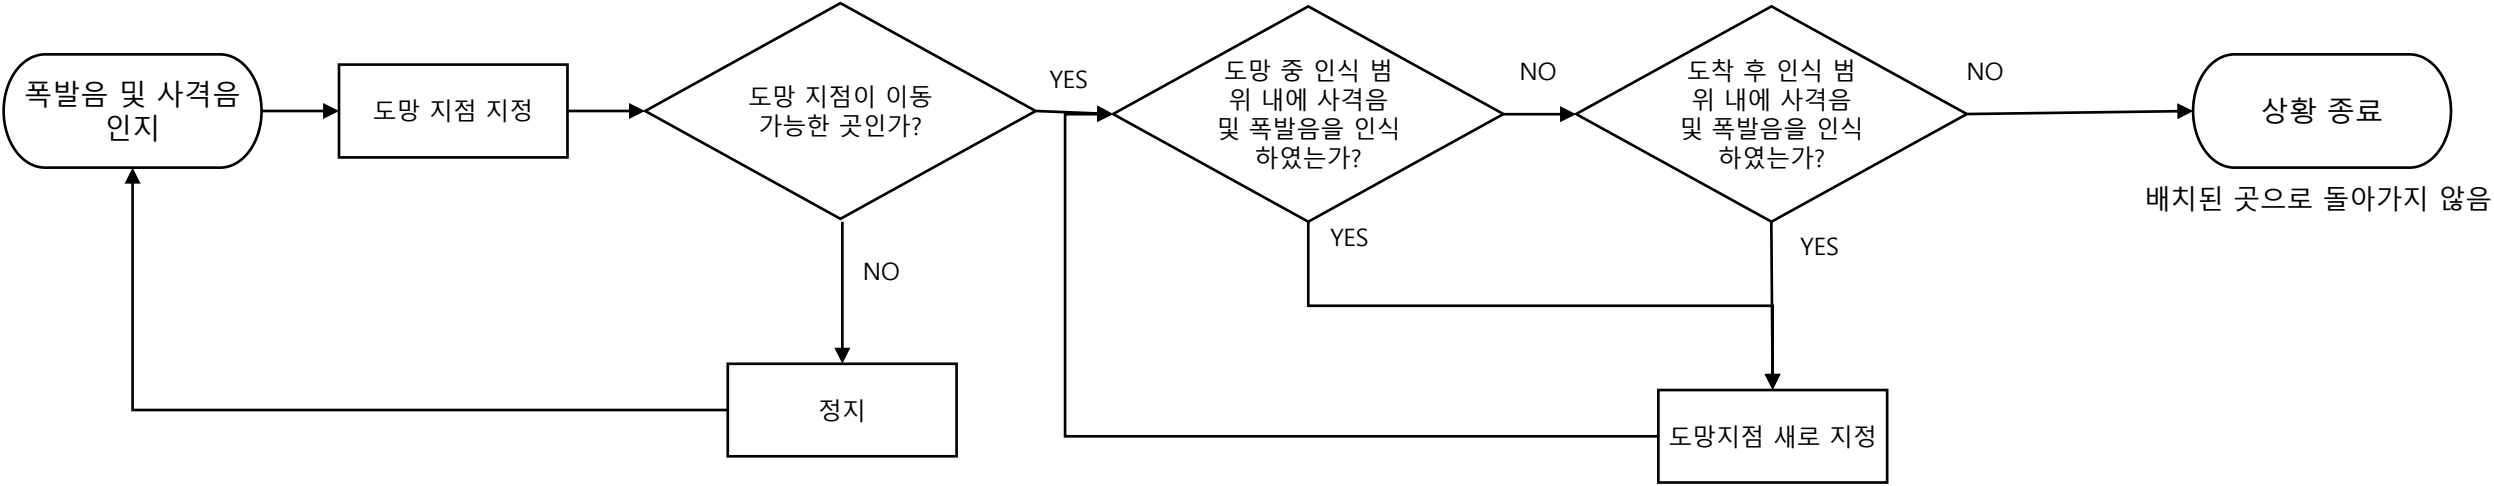 폭발음 및 사격음
인지
도망 지점 지정
도망 지점이 이동
가능한 곳인가?
YES
NO
정지
도망 중 인식 범
위 내에 사격음
및 폭발음을 인식
하였는가?
NO
YES
도착 후 인식 범
위 내에 사격음
및 폭발음을 인식
하였는가?
NO
YES
도망지점 새로 지정
상황 종료
배치된 곳으로 돌아가지 않음